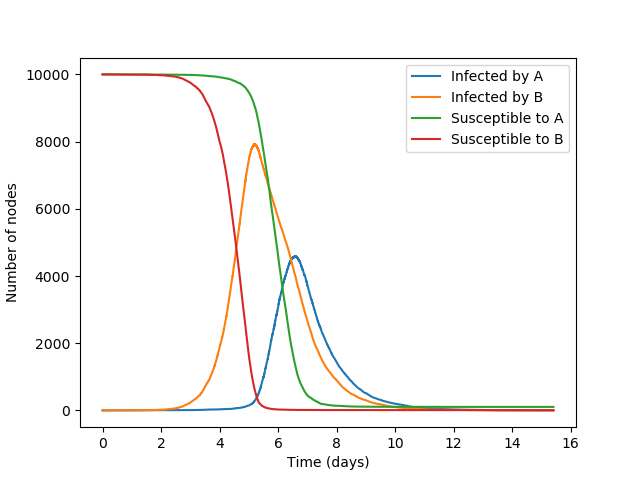 Infected by A
Infected by B
Susceptible to A
Susceptible to B
10000
8000
6000
4000
2000
0
Number of nodes
0 2 4 6 8 10 12 14 16
Time (days)